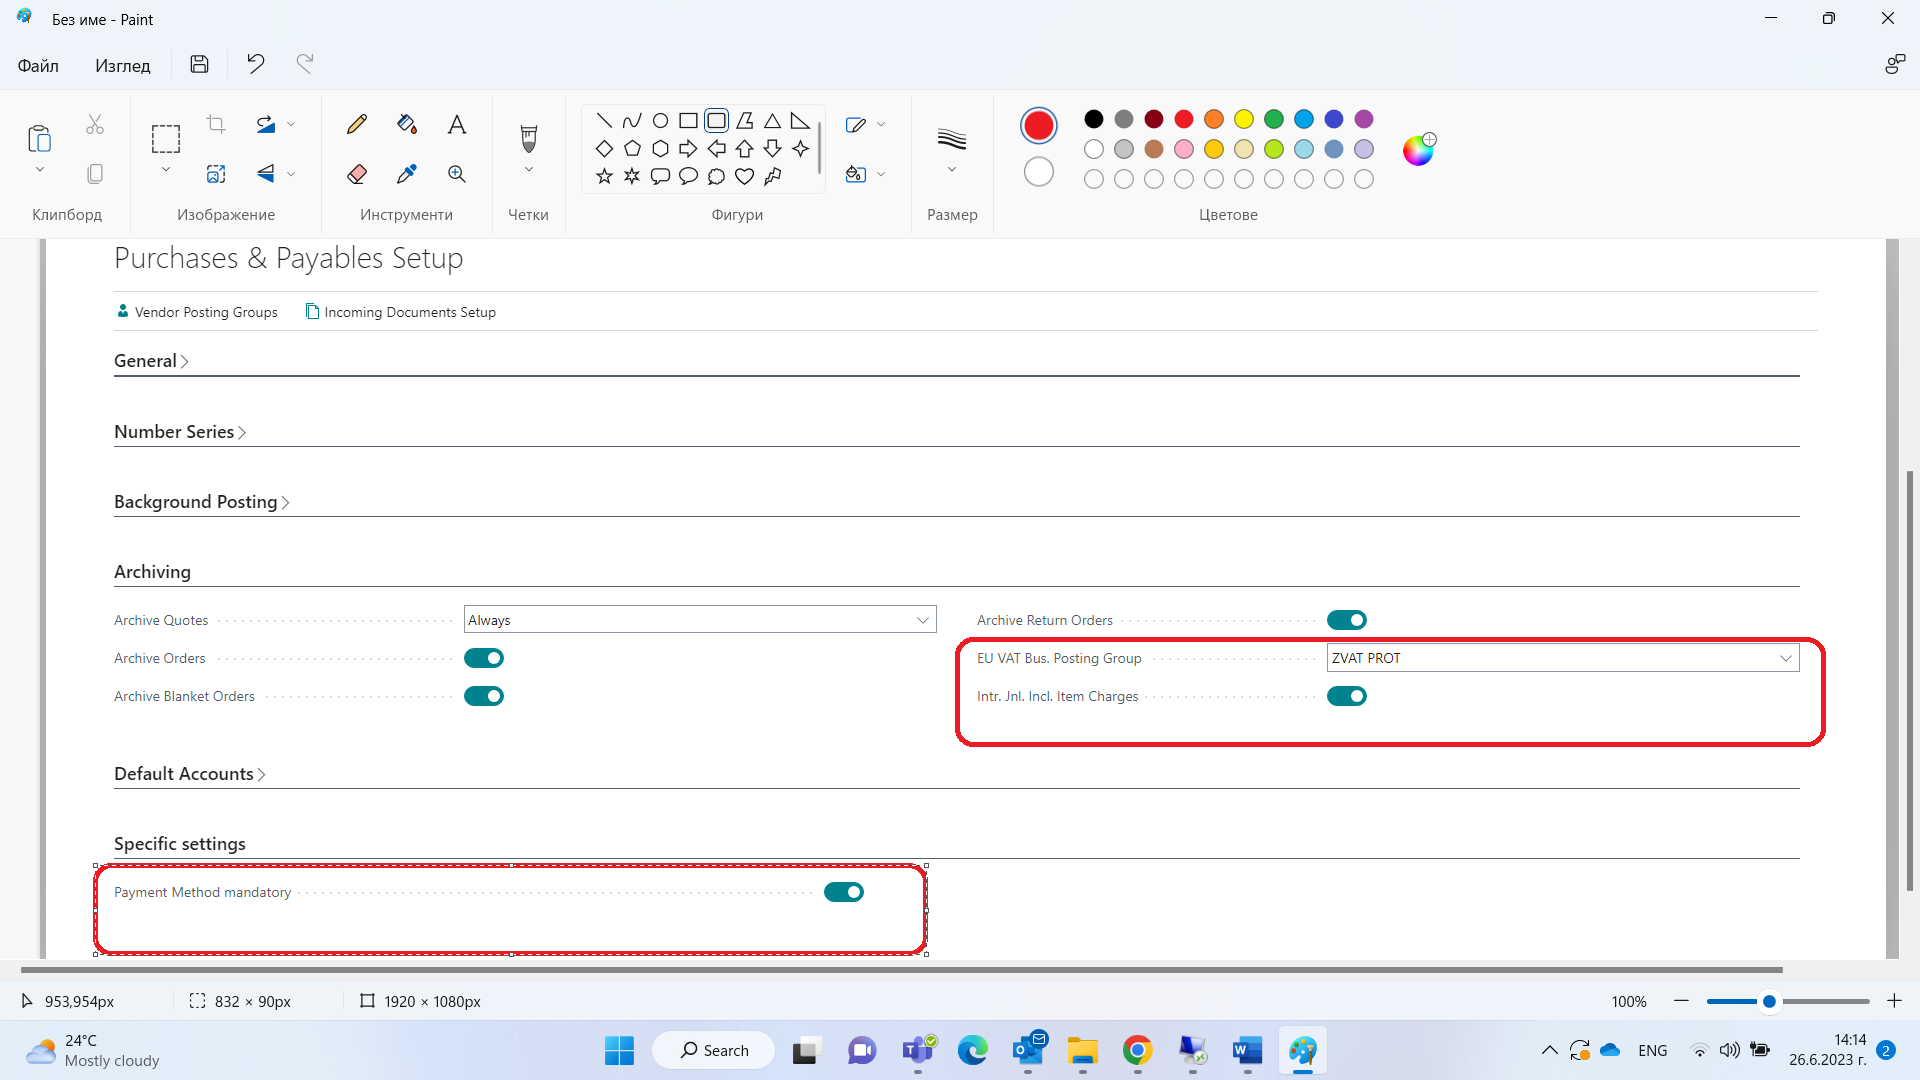 Без име - Paint
Файл Изглед
Клипборд Изображение Инструменти Четки Фигури Размер Цветове
Purchases & Payables Setup
Vendor Posting Groups Incoming Documents Setup
General
Number Series
Background Posting
Archiving
Archive Quotes Always Archive Return Orders
Archive Orders EU VAT Bus. Posting Group ZVAT PROT
Archive Blanket Orders Intr. Jnl. Incl. Item Charges
Default Accounts
Specific settings
Payment Method mandatory
953,954px 832 × 90px 1920 × 1080px 100%
24°C
Mostly cloudy
Search
ENG
14:14
26.6.2023 г.
2